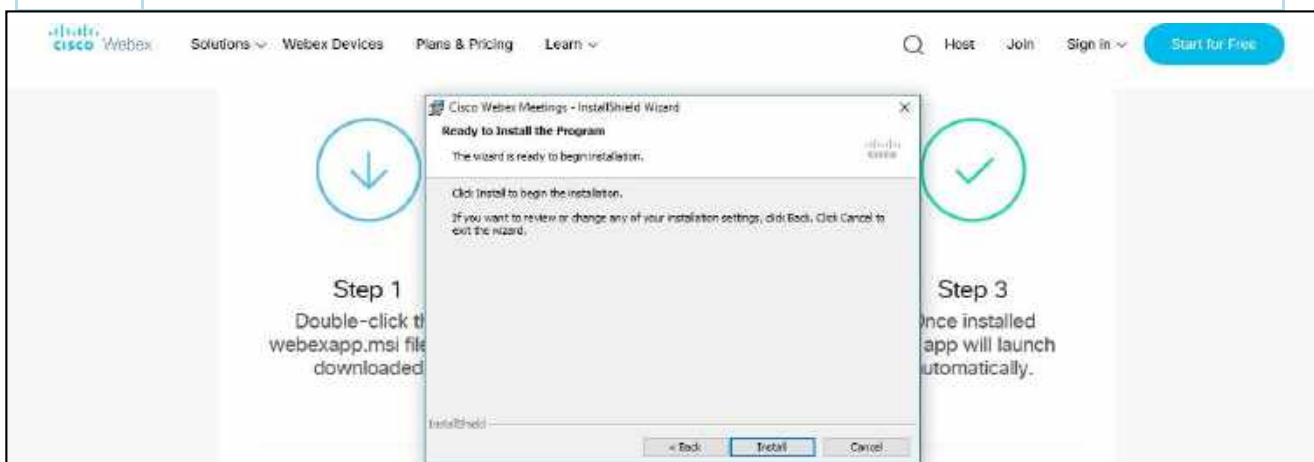 CISCO Webex Solutions Webex Devices Plans & Pricing Learn Host Join Sign in Start for Free
Cisco Webex Meetings - InstallShield Wizard
Ready to Install the Program
The wizard is ready to begin installation.
CISCO
Click Install to begin the installation.
If you want to review or change any of your installation settings, click Back. Click Cancel to
exit the wizard.
InstallShield
< Back Install Cancel
Step 1
Double-click th
webexapp.msi file
downloaded
Step 3
Once installed
app will launch
utomatically.